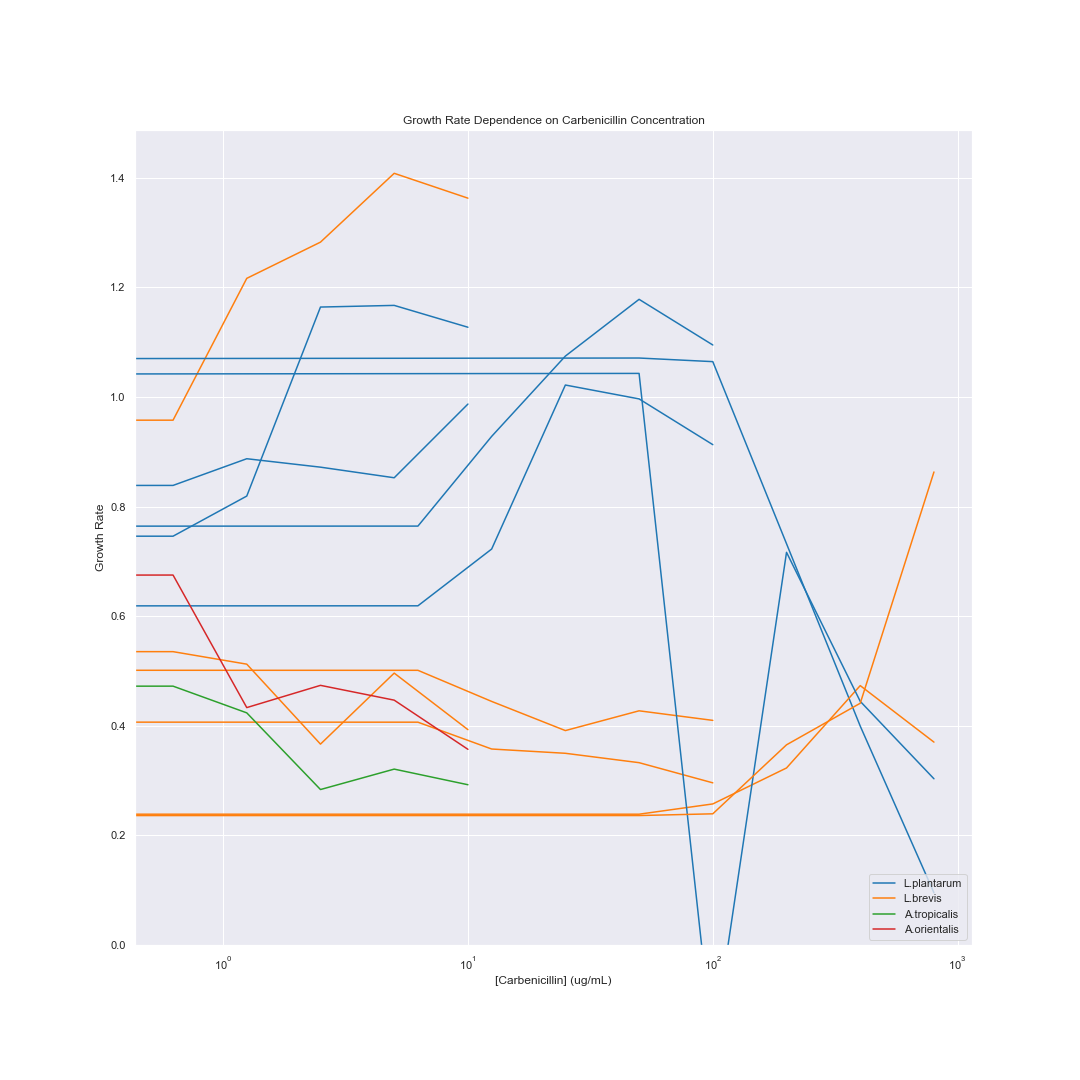 Growth Rate Dependence on Carbenicillin Concentration
1.4
1.2
1.0
0.8
0.6
0.4
0.2
0.0
Growth Rate
10⁰
10¹
10²
10³
[Carbenicillin] (ug/mL)
L.plantarum
L.brevis
A.tropicalis
A.orientalis